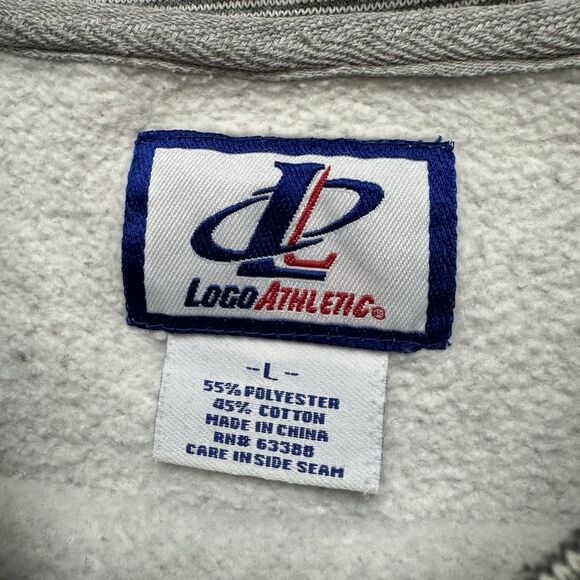 L
LOGO ATHLETIC®
-L-
55% POLYESTER
45% COTTON
MADE IN CHINA
RN# 63388
CARE IN SIDE SEAM